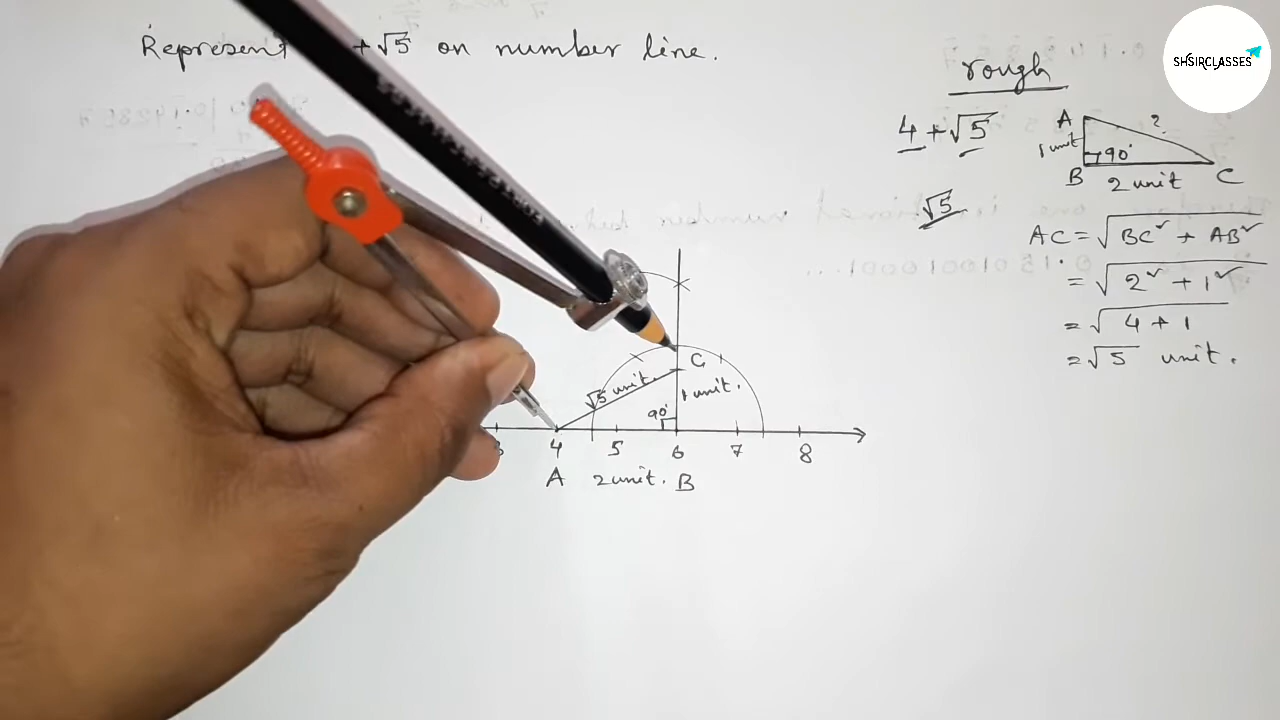 Represent + √5 on number line.
SHSIRCLASSES
rough
4 + √5
A ?
1 unit 90°
B 2 unit C
√5
AC = √BC² + AB²
= √2² + 1²
= √4 + 1
= √5 unit.
C
√5 unit. 1 unit.
90°
3 4 5 6 7 8
A 2 unit. B